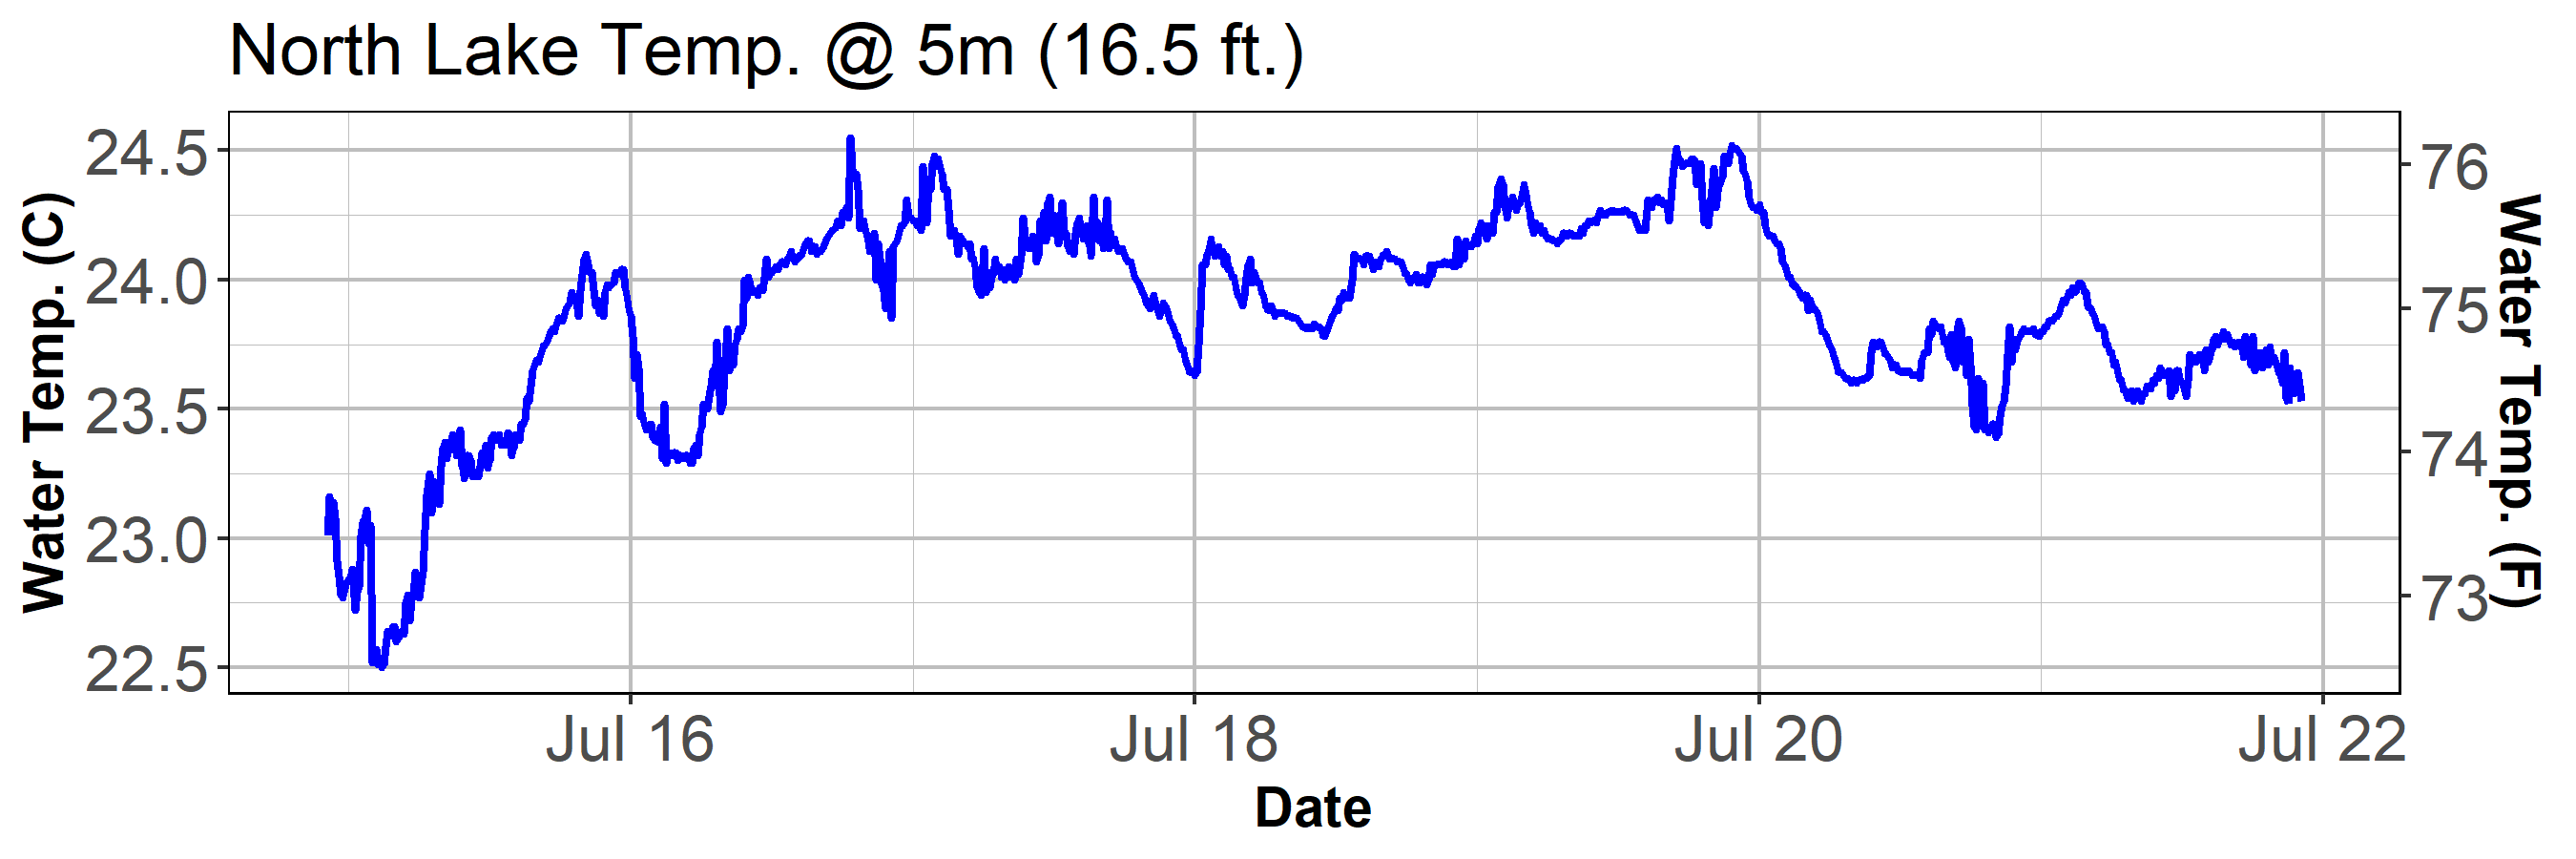 North Lake Temp. @ 5m (16.5 ft.)
Water Temp. (C)
24.5
24.0
23.5
23.0
22.5
76
75
74
73
Water Temp. (F)
Jul 16 Jul 18 Jul 20 Jul 22
Date